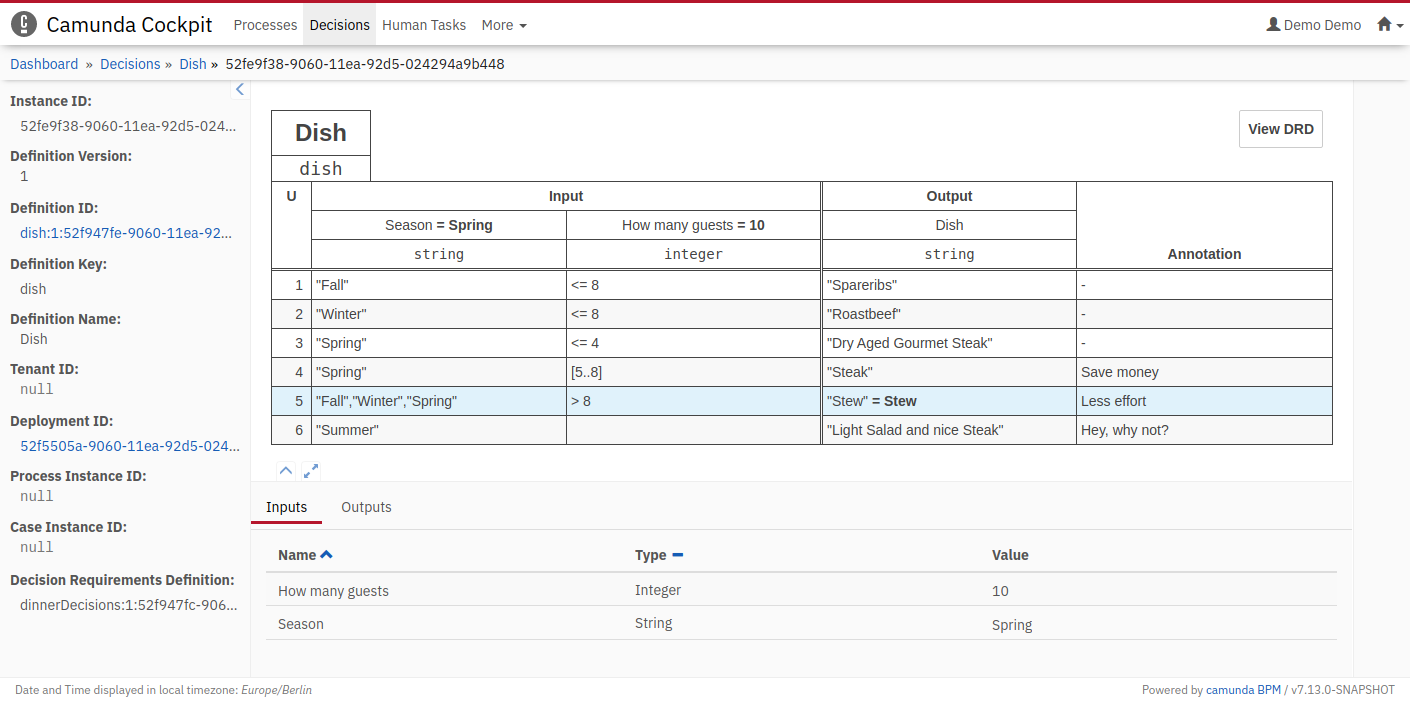 Camunda Cockpit Processes Decisions Human Tasks More Demo Demo
Dashboard » Decisions » Dish » 52fe9f38-9060-11ea-92d5-024294a9b448
Instance ID:
52fe9f38-9060-11ea-92d5-024...
Definition Version:
1
Definition ID:
dish:1:52f947fe-9060-11ea-92...
Definition Key:
dish
Definition Name:
Dish
Tenant ID:
null
Deployment ID:
52f5505a-9060-11ea-92d5-024...
Process Instance ID:
null
Case Instance ID:
null
Decision Requirements Definition:
dinnerDecisions:1:52f947fc-906...
Dish
dish
View DRD
U Input Output
Season = Spring How many guests = 10 Dish
string integer string Annotation
1 "Fall" <= 8 "Spareribs" -
2 "Winter" <= 8 "Roastbeef" -
3 "Spring" <= 4 "Dry Aged Gourmet Steak" -
4 "Spring" [5..8] "Steak" Save money
5 "Fall","Winter","Spring" > 8 "Stew" = Stew Less effort
6 "Summer" "Light Salad and nice Steak" Hey, why not?
Inputs Outputs
Name Type Value
How many guests Integer 10
Season String Spring
Date and Time displayed in local timezone: Europe/Berlin Powered by camunda BPM / v7.13.0-SNAPSHOT